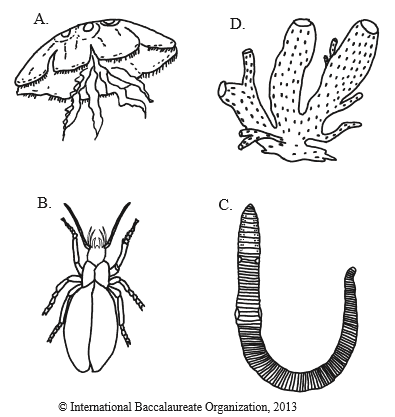 A.
D.
B.
C.
© International Baccalaureate Organization, 2013